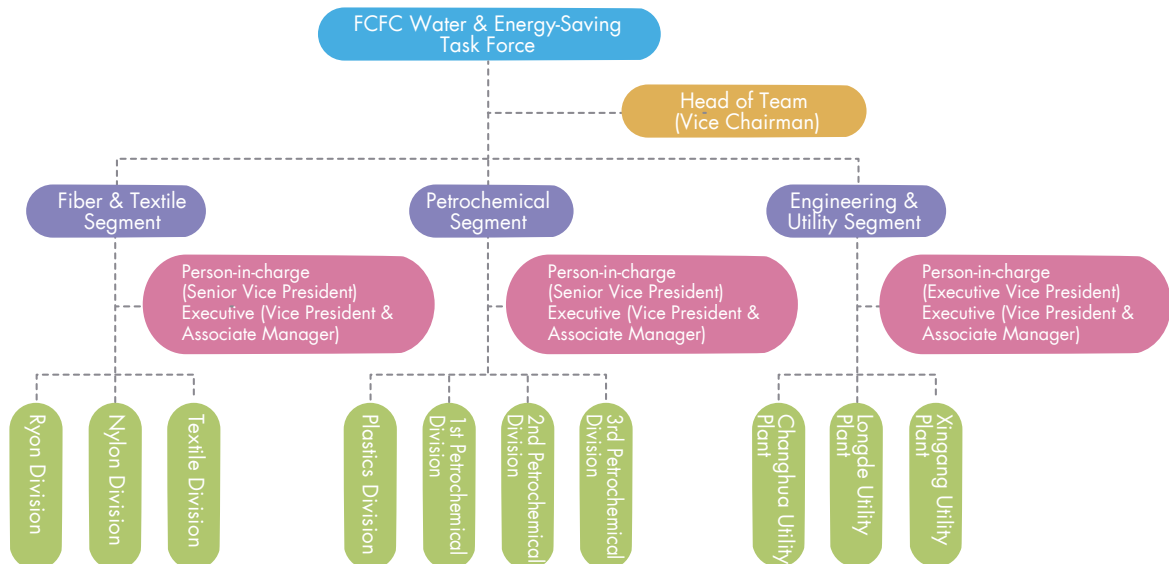 FCFC Water & Energy-Saving
Task Force
Head of Team
(Vice Chairman)
Fiber & Textile
Segment
Petrochemical
Segment
Engineering &
Utility Segment
Person-in-charge
(Senior Vice President)
Executive (Vice President &
Associate Manager)
Person-in-charge
(Senior Vice President)
Executive (Vice President &
Associate Manager)
Person-in-charge
(Executive Vice President)
Executive (Vice President &
Associate Manager)
Ryon Division
Nylon Division
Textile Division
Plastics Division
1st Petrochemical
Division
2nd Petrochemical
Division
3rd Petrochemical
Division
Changhua Utility
Plant
Longde Utility
Plant
Xingang Utility
Plant